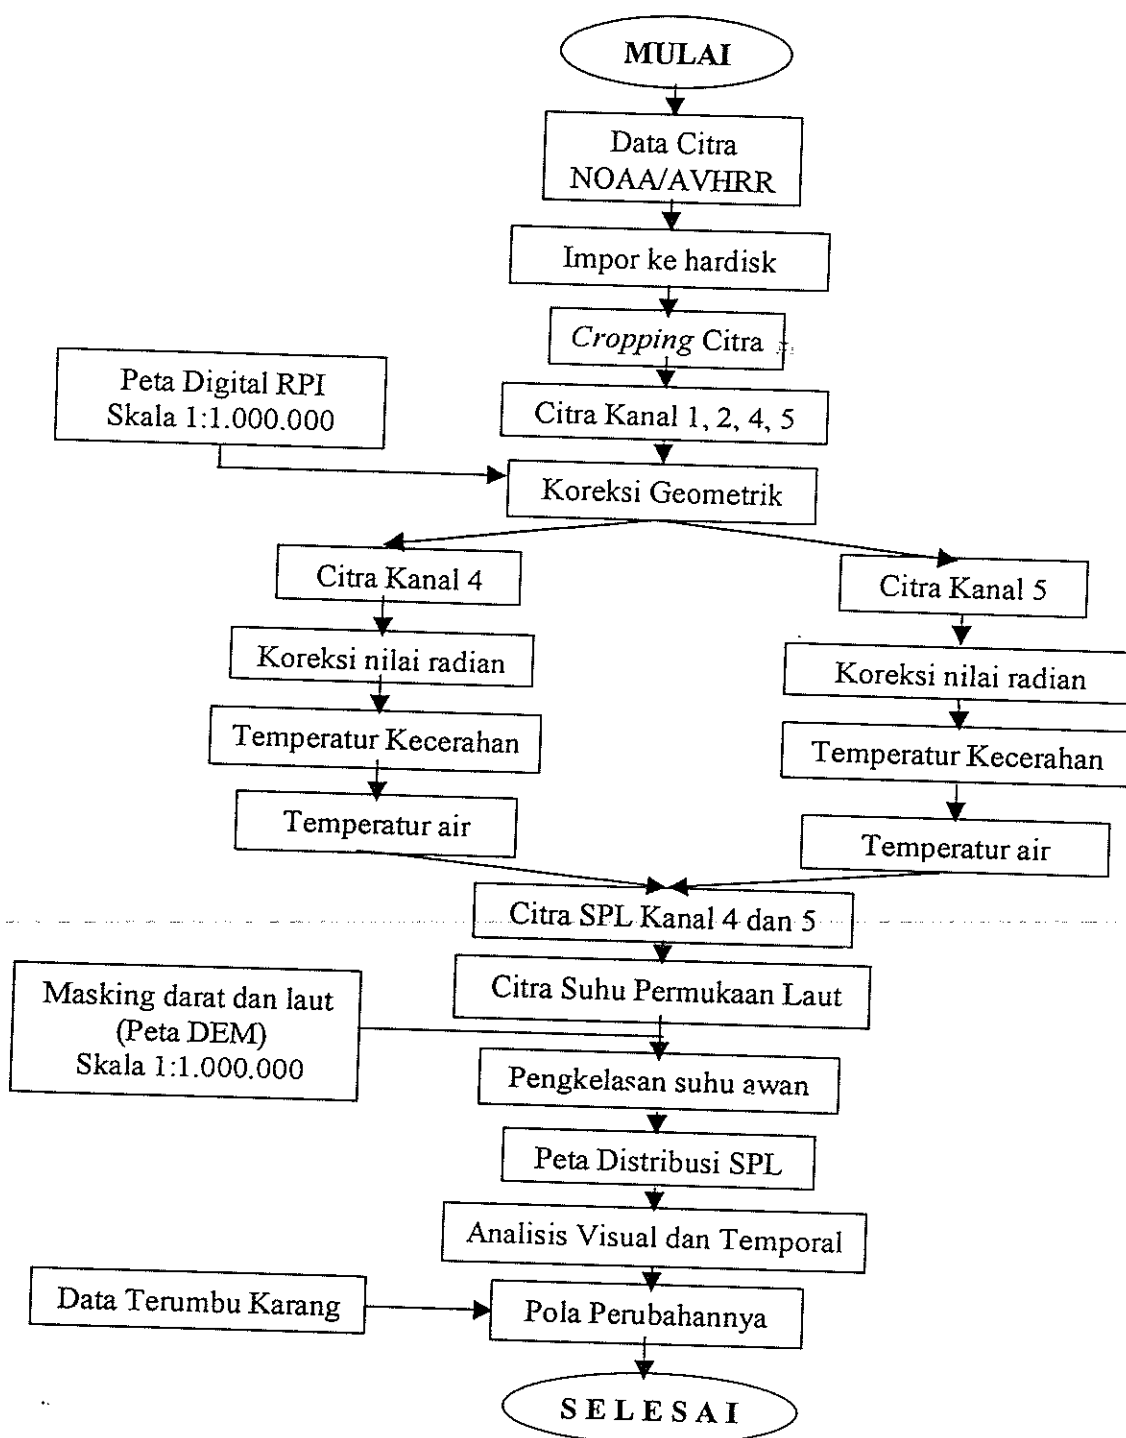 MULAI
Data Citra
NOAA/AVHRR
Impor ke hardisk
Cropping Citra
Peta Digital RPI
Skala 1:1.000.000
Citra Kanal 1, 2, 4, 5
Koreksi Geometrik
Citra Kanal 4
Citra Kanal 5
Koreksi nilai radian
Koreksi nilai radian
Temperatur Kecerahan
Temperatur Kecerahan
Temperatur air
Temperatur air
Citra SPL Kanal 4 dan 5
Citra Suhu Permukaan Laut
Masking darat dan laut
(Peta DEM)
Skala 1:1.000.000
Pengkelasan suhu awan
Peta Distribusi SPL
Analisis Visual dan Temporal
Data Terumbu Karang
Pola Perubahannya
S E L E S A I